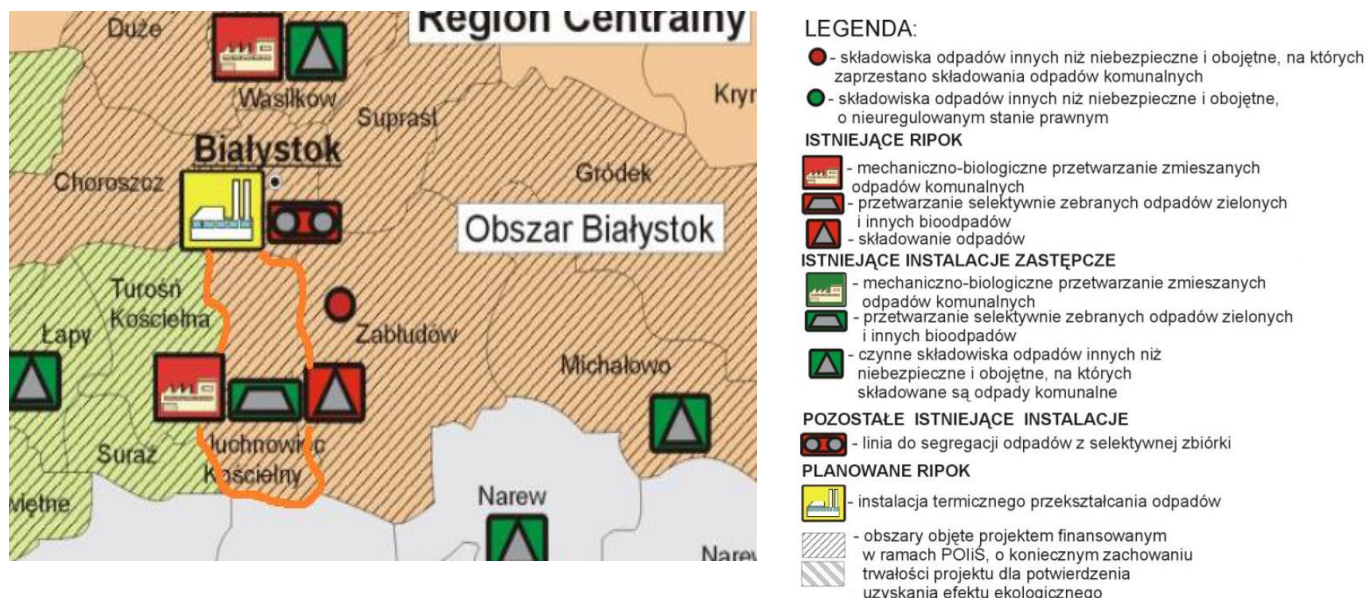 Region Centralny
Duże
Wasilków
Supraśl
Białystok
Choroszcz
Gródek
Obszar Białystok
Turośń
Kościelna
Łapy
Zabłudów
Michałowo
Suraż
Kościelny
Narew
LEGENDA:
- składowiska odpadów innych niż niebezpieczne i obojętne, na których
zaprzestano składowania odpadów komunalnych
- składowiska odpadów innych niż niebezpieczne i obojętne,
o nieuregulowanym stanie prawnym
ISTNIEJĄCE RIPOK
- mechaniczno-biologiczne przetwarzanie zmieszanych
odpadów komunalnych
- przetwarzanie selektywnie zebranych odpadów zielonych
i innych bioodpadów
- składowanie odpadów
ISTNIEJĄCE INSTALACJE ZASTĘPCZE
- mechaniczno-biologiczne przetwarzanie zmieszanych
odpadów komunalnych
- przetwarzanie selektywnie zebranych odpadów zielonych
i innych bioodpadów
- czynne składowiska odpadów innych niż
niebezpieczne i obojętne, na których
składowane są odpady komunalne
POZOSTAŁE ISTNIEJĄCE INSTALACJE
- linia do segregacji odpadów z selektywnej zbiórki
PLANOWANE RIPOK
- instalacja termicznego przekształcania odpadów
- obszary objęte projektem finansowanym
w ramach POIiŚ, o koniecznym zachowaniu
trwałości projektu dla potwierdzenia
uzyskania efektu ekologicznego